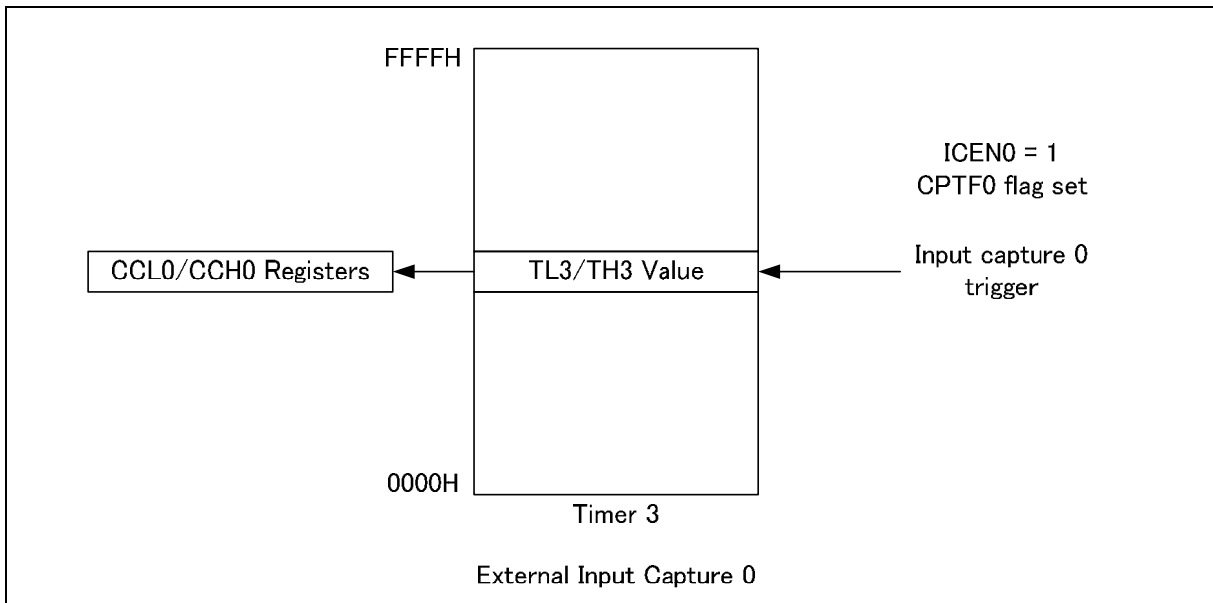 FFFFH
ICEN0 = 1
CPTF0 flag set
CCL0/CCH0 Registers
TL3/TH3 Value
Input capture 0
trigger
0000H
Timer 3
External Input Capture 0